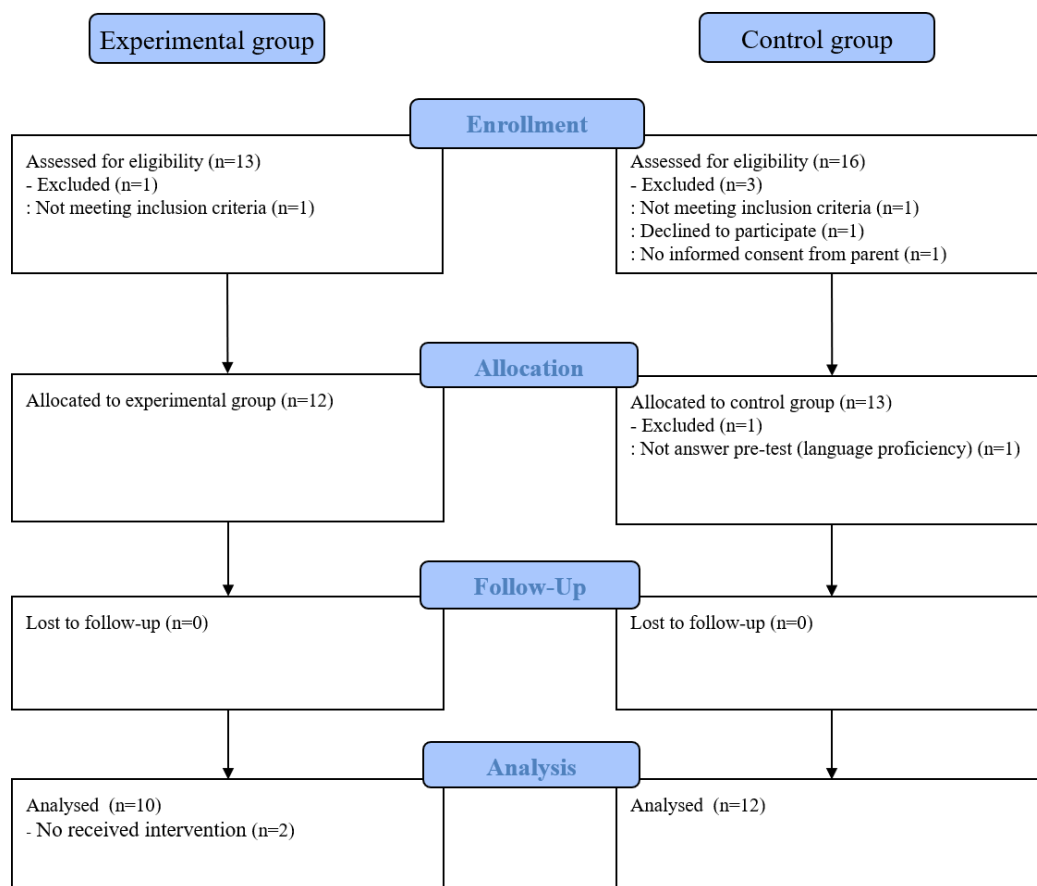 Experimental group
Control group
Enrollment
Assessed for eligibility (n=13)
- Excluded (n=1)
: Not meeting inclusion criteria (n=1)
Assessed for eligibility (n=16)
- Excluded (n=3)
: Not meeting inclusion criteria (n=1)
: Declined to participate (n=1)
: No informed consent from parent (n=1)
Allocation
Allocated to experimental group (n=12)
Allocated to control group (n=13)
- Excluded (n=1)
: Not answer pre-test (language proficiency) (n=1)
Follow-Up
Lost to follow-up (n=0)
Lost to follow-up (n=0)
Analysis
Analysed (n=10)
- No received intervention (n=2)
Analysed (n=12)